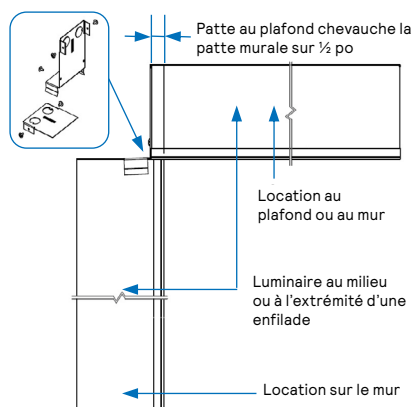 Patte au plafond chevauche la
patte murale sur ½ po
Location au
plafond ou au mur
Luminaire au milieu
ou à l'extrémité d'une
enfilade
Location sur le mur